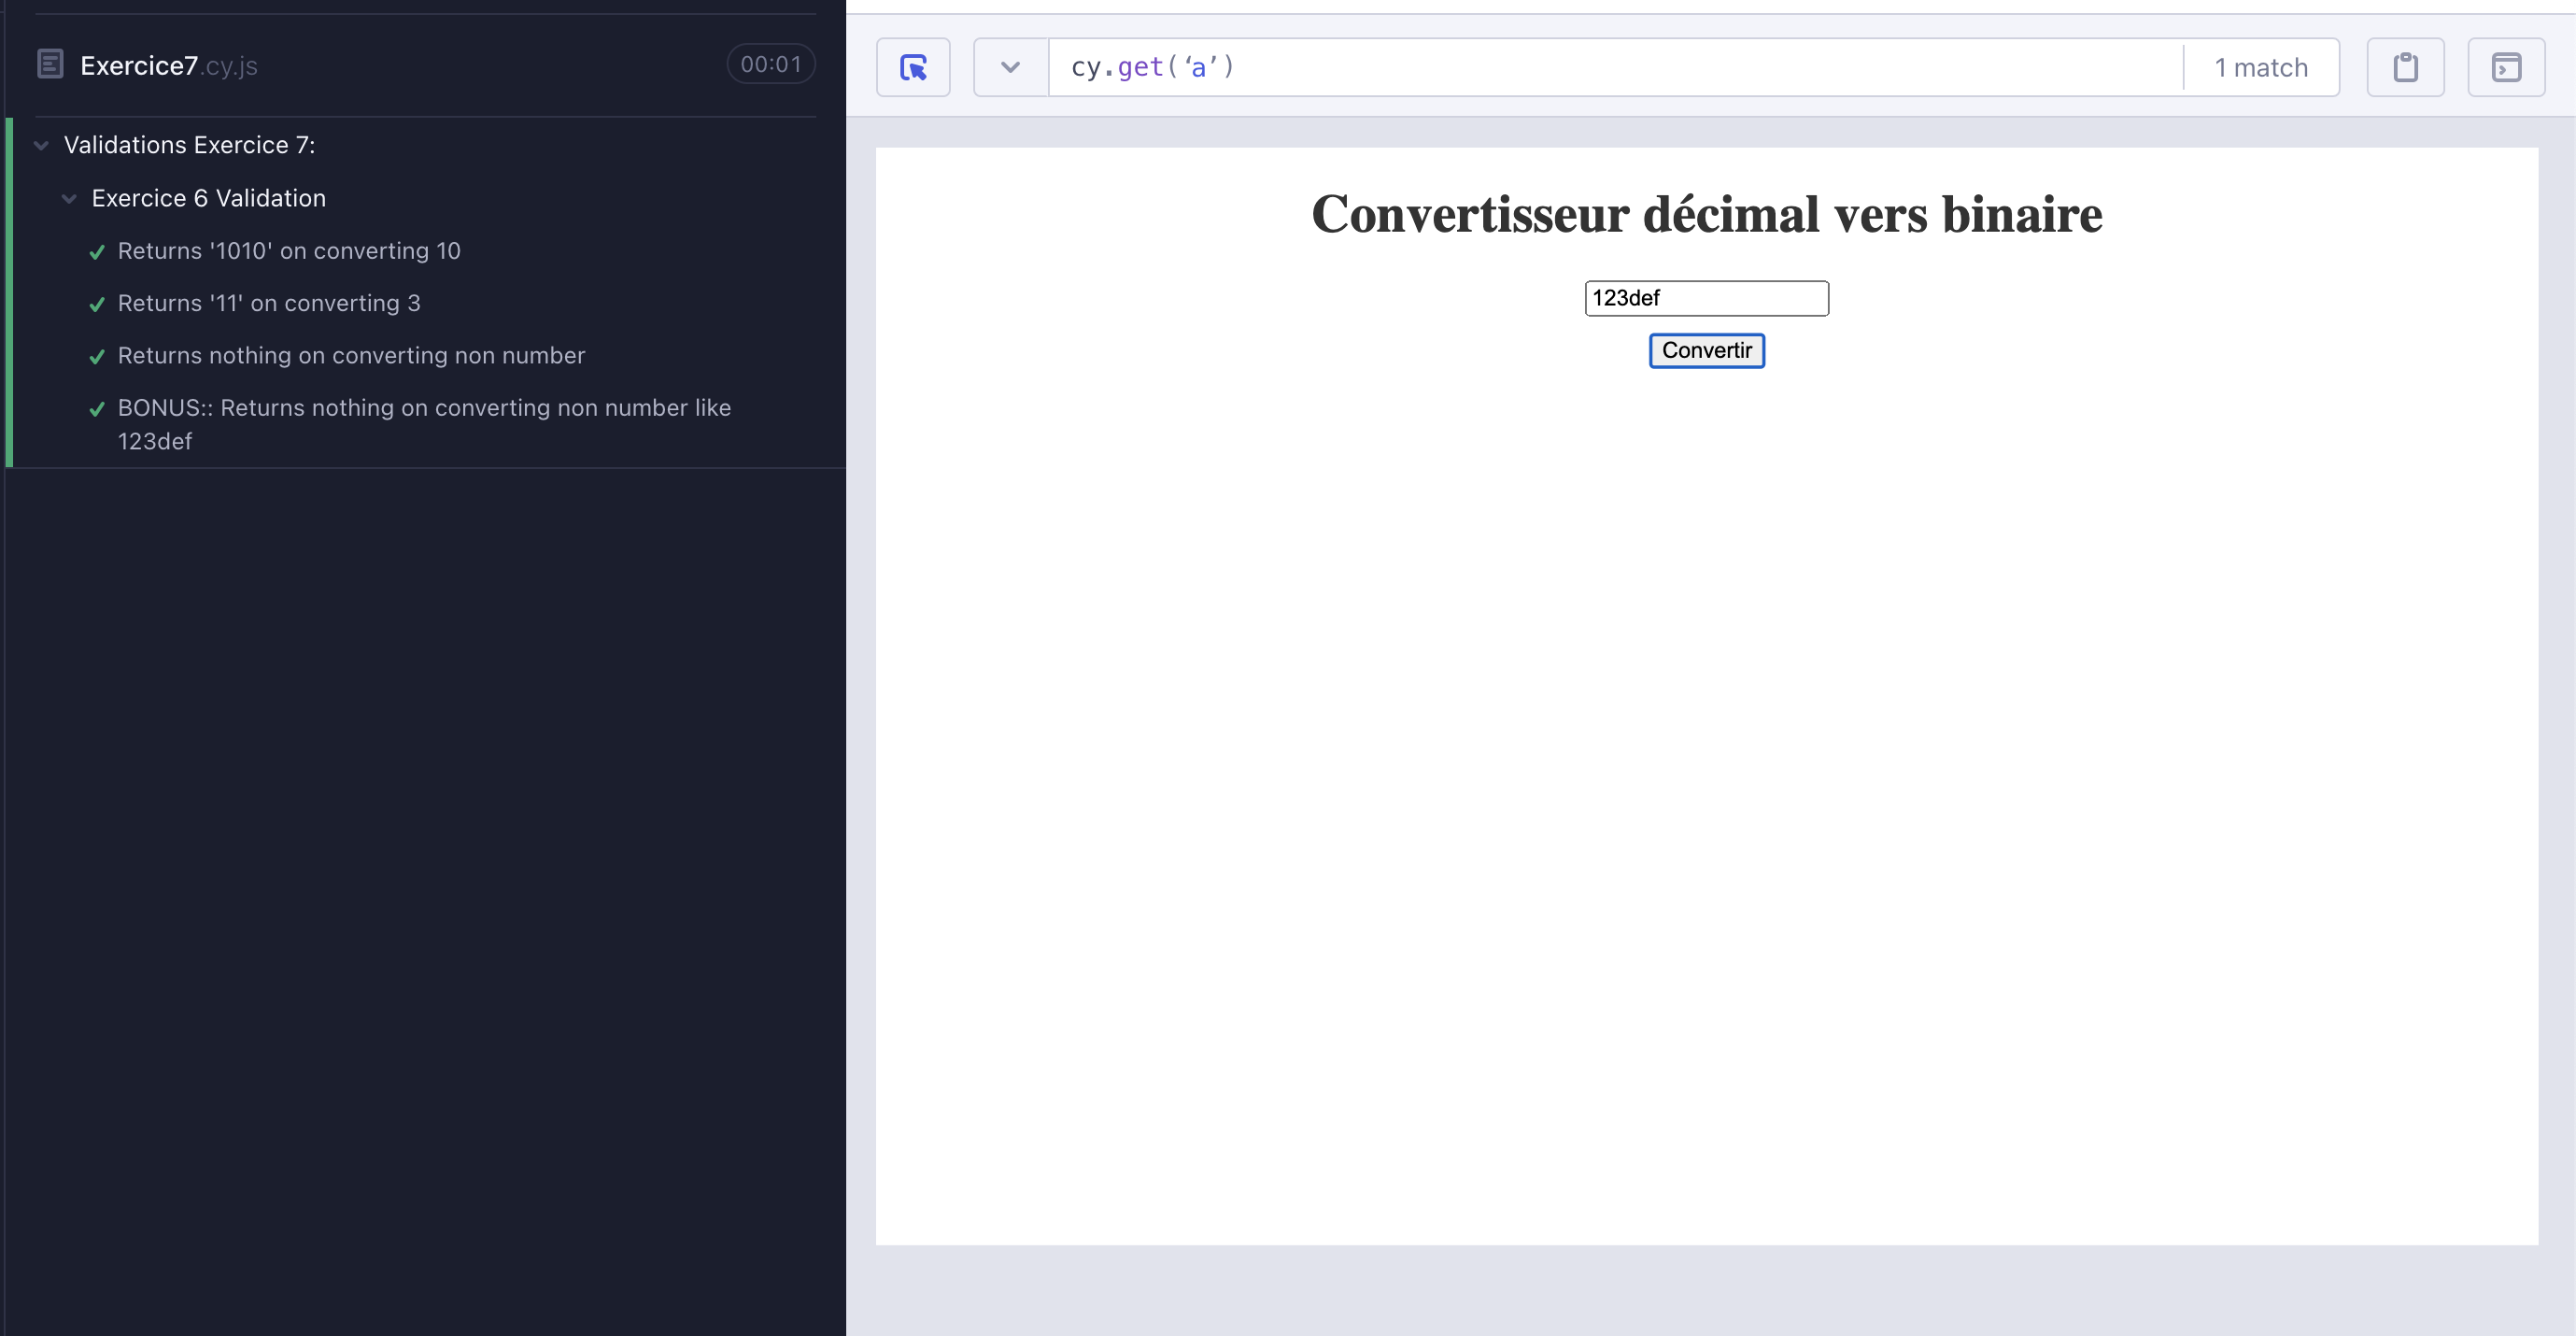 Exercice7.cy.js
00:01
Validations Exercice 7:
Exercice 6 Validation
Returns '1010' on converting 10
Returns '11' on converting 3
Returns nothing on converting non number
BONUS:: Returns nothing on converting non number like
123def
cy.get(‘a’)
1 match
Convertisseur décimal vers binaire
123def
Convertir